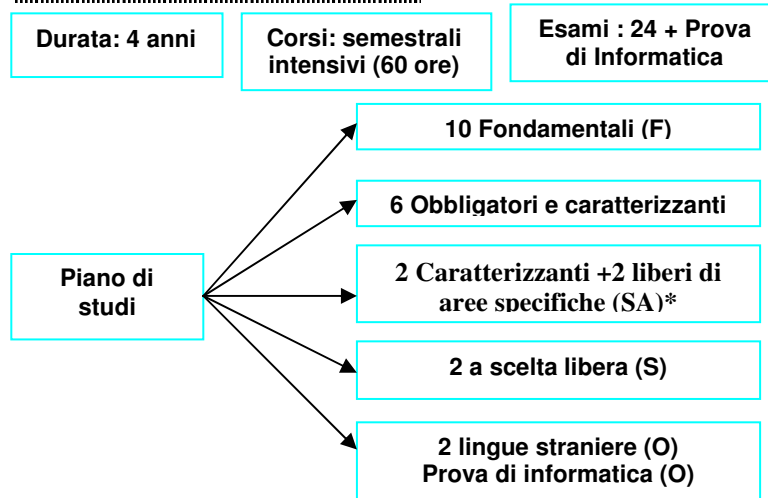 Durata: 4 anni
Corsi: semestrali
intensivi (60 ore)
Esami : 24 + Prova
di Informatica
10 Fondamentali (F)
6 Obbligatori e caratterizzanti
Piano di
studi
2 Caratterizzanti +2 liberi di
aree specifiche (SA)*
2 a scelta libera (S)
2 lingue straniere (O)
Prova di informatica (O)